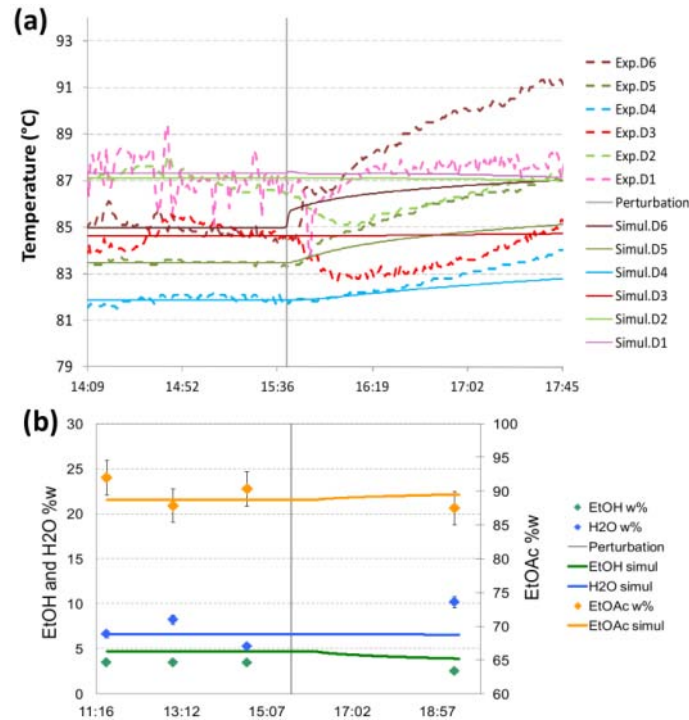 (a)
Temperature (°C)
93
91
89
87
85
83
81
79
14:09 14:52 15:36 16:19 17:02 17:45
Exp.D6
Exp.D5
Exp.D4
Exp.D3
Exp.D2
Exp.D1
Perturbation
Simul.D6
Simul.D5
Simul.D4
Simul.D3
Simul.D2
Simul.D1
(b)
EtOH and H2O %w
30
25
20
15
10
5
0
11:16 13:12 15:07 17:02 18:57
100
95
90
85
80
75
70
65
60
EtOAc %w
EtOH w%
H2O w%
Perturbation
EtOH simul
H2O simul
EtOAc w%
EtOAc simul